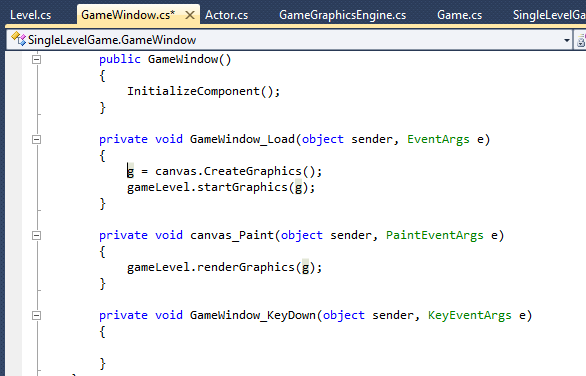 Level.cs GameWindow.cs* Actor.cs GameGraphicsEngine.cs Game.cs SingleLevelGa
SingleLevelGame.GameWindow
public GameWindow()
{
InitializeComponent();
}
private void GameWindow_Load(object sender, EventArgs e)
{
g = canvas.CreateGraphics();
gameLevel.startGraphics(g);
}
private void canvas_Paint(object sender, PaintEventArgs e)
{
gameLevel.renderGraphics(g);
}
private void GameWindow_KeyDown(object sender, KeyEventArgs e)
{
}